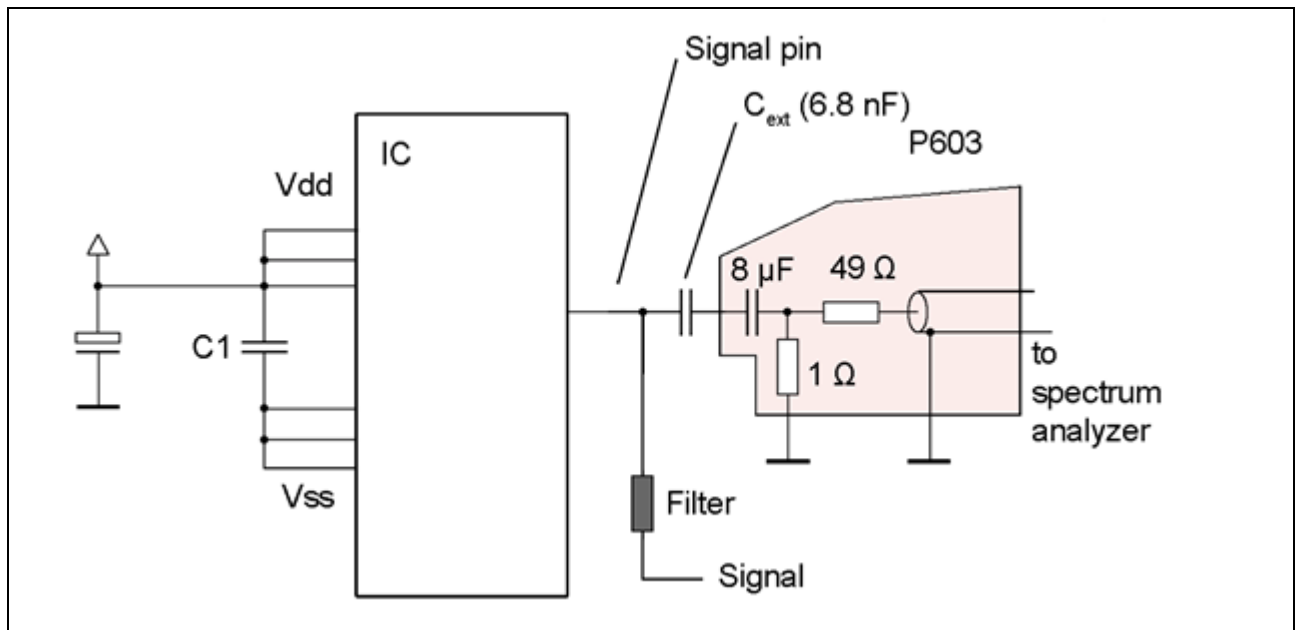 Signal pin
C_ext (6.8 nF)
P603
IC
Vdd
8 µF
49 Ω
C1
1 Ω
to
spectrum
analyzer
Vss
Filter
Signal